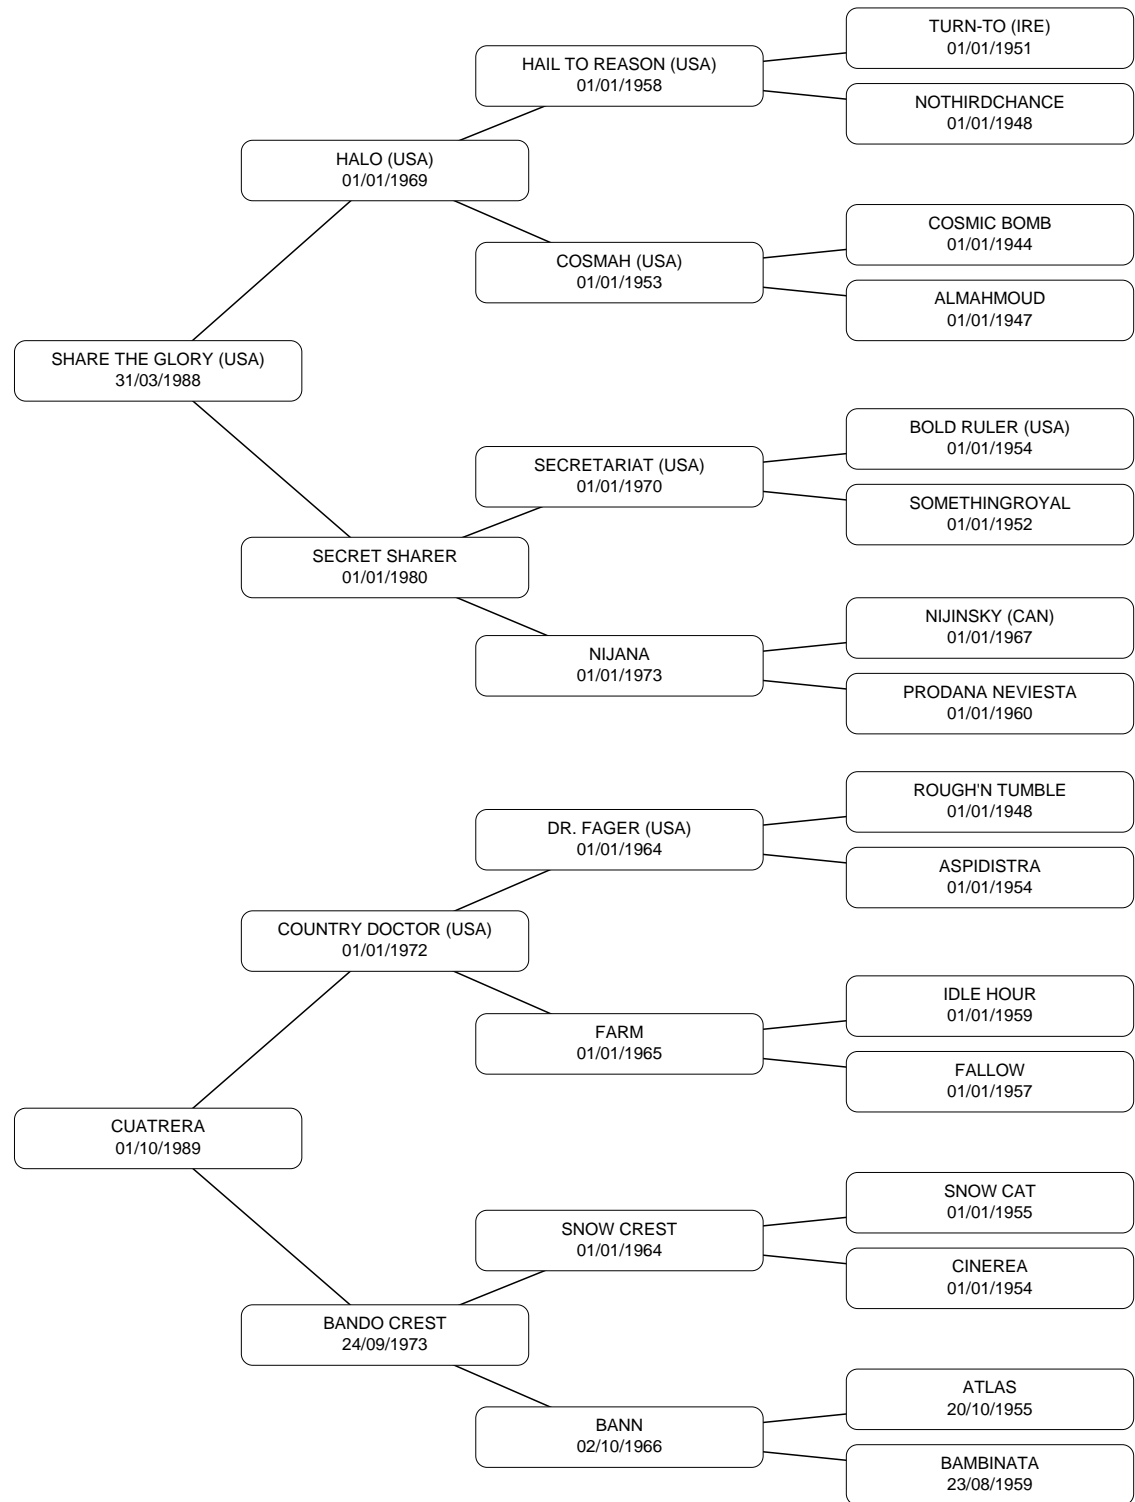 TURN-TO (IRE)
01/01/1951
HAIL TO REASON (USA)
01/01/1958
NOTHIRDCHANCE
01/01/1948
HALO (USA)
01/01/1969
COSMIC BOMB
01/01/1944
COSMAH (USA)
01/01/1953
ALMAHMOUD
01/01/1947
SHARE THE GLORY (USA)
31/03/1988
BOLD RULER (USA)
01/01/1954
SECRETARIAT (USA)
01/01/1970
SOMETHINGROYAL
01/01/1952
SECRET SHARER
01/01/1980
NIJINSKY (CAN)
01/01/1967
NIJANA
01/01/1973
PRODANA NEVIESTA
01/01/1960
ROUGH'N TUMBLE
01/01/1948
DR. FAGER (USA)
01/01/1964
ASPIDISTRA
01/01/1954
COUNTRY DOCTOR (USA)
01/01/1972
IDLE HOUR
01/01/1959
FARM
01/01/1965
FALLOW
01/01/1957
CUATRERA
01/10/1989
SNOW CAT
01/01/1955
SNOW CREST
01/01/1964
CINEREA
01/01/1954
BANDO CREST
24/09/1973
ATLAS
20/10/1955
BANN
02/10/1966
BAMBINATA
23/08/1959